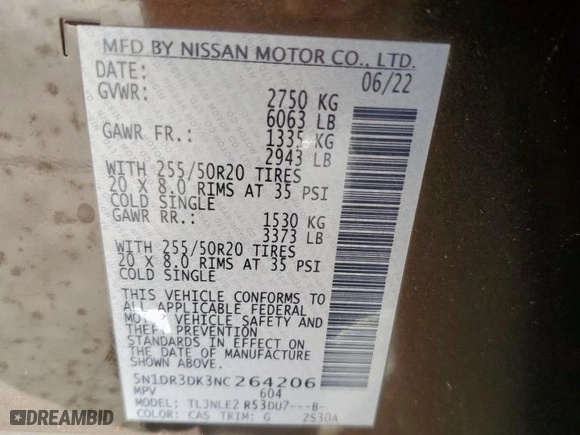 MFD BY NISSAN MOTOR CO., LTD.
DATE: 06/22
GVWR: 2750 KG
6063 LB
GAWR FR.: 1335 KG
2943 LB
WITH 255/50R20 TIRES
20 X 8.0 RIMS AT 35 PSI
COLD SINGLE
GAWR RR.: 1530 KG
3373 LB
WITH 255/50R20 TIRES
20 X 8.0 RIMS AT 35 PSI
COLD SINGLE
THIS VEHICLE CONFORMS TO
ALL APPLICABLE FEDERAL
MOTOR VEHICLE SAFETY AND
THEFT PREVENTION
STANDARDS IN EFFECT ON
THE DATE OF MANUFACTURE
SHOWN ABOVE.
5N1DR3DK3NC264206
MPV 604
MODEL: TLJNLE2 R53DU7---B-
COLOR: CAS TRIM: G ZS30A
DREAMBID